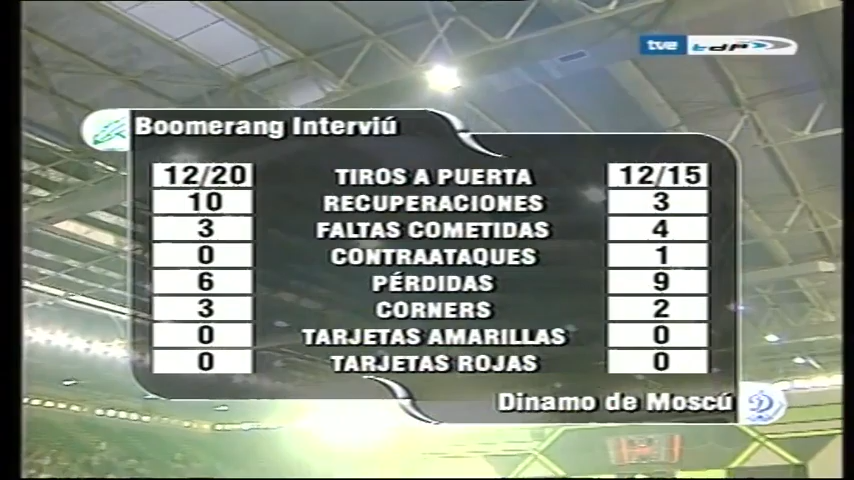 tve tdp
Boomerang Interviú
12/20 TIROS A PUERTA 12/15
10 RECUPERACIONES 3
3 FALTAS COMETIDAS 4
0 CONTRAATAQUES 1
6 PÉRDIDAS 9
3 CORNERS 2
0 TARJETAS AMARILLAS 0
0 TARJETAS ROJAS 0
Dinamo de Moscú